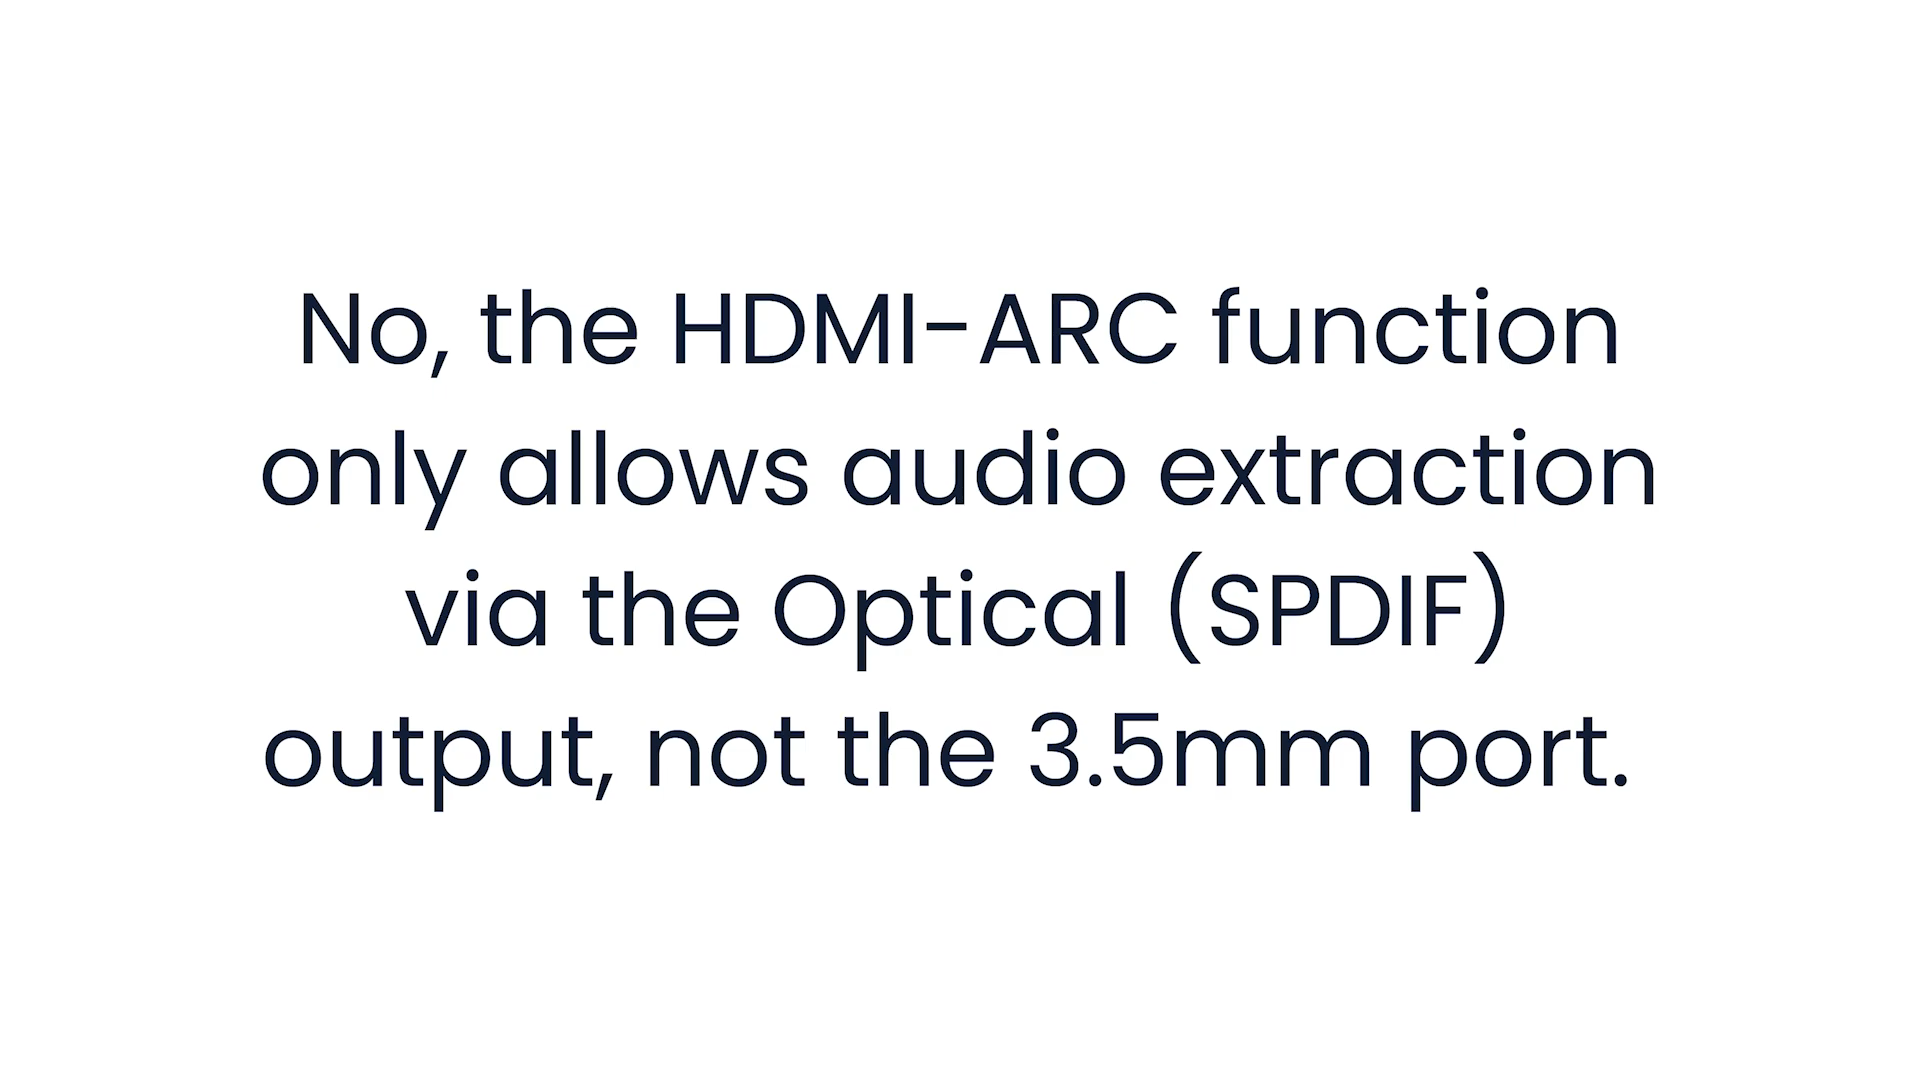 No, the HDMI-ARC function
only allows audio extraction
via the Optical (SPDIF)
output, not the 3.5mm port.